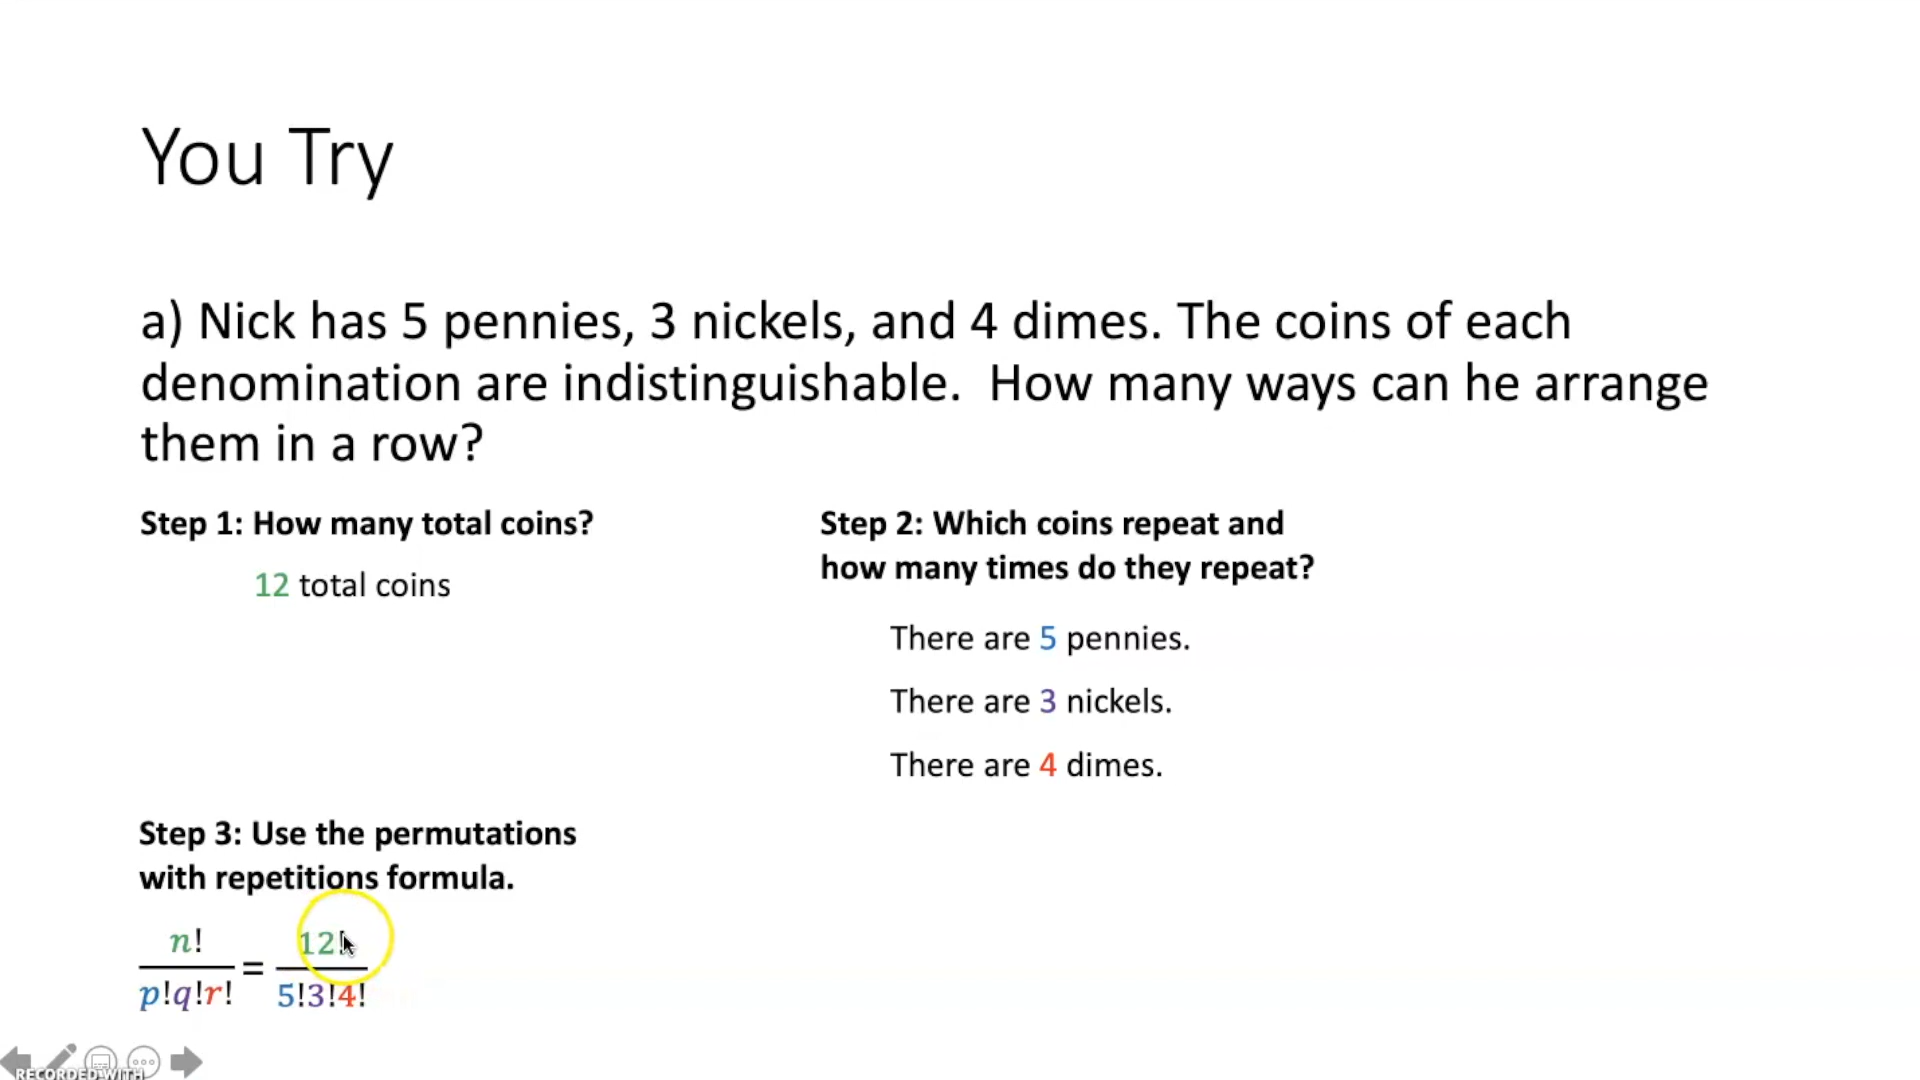 You Try
a) Nick has 5 pennies, 3 nickels, and 4 dimes. The coins of each
denomination are indistinguishable.  How many ways can he arrange
them in a row?
Step 1: How many total coins?
12 total coins
Step 2: Which coins repeat and
how many times do they repeat?
There are 5 pennies.
There are 3 nickels.
There are 4 dimes.
Step 3: Use the permutations
with repetitions formula.
n! / p!q!r! = 12! / 5!3!4!
RECORDED WITH